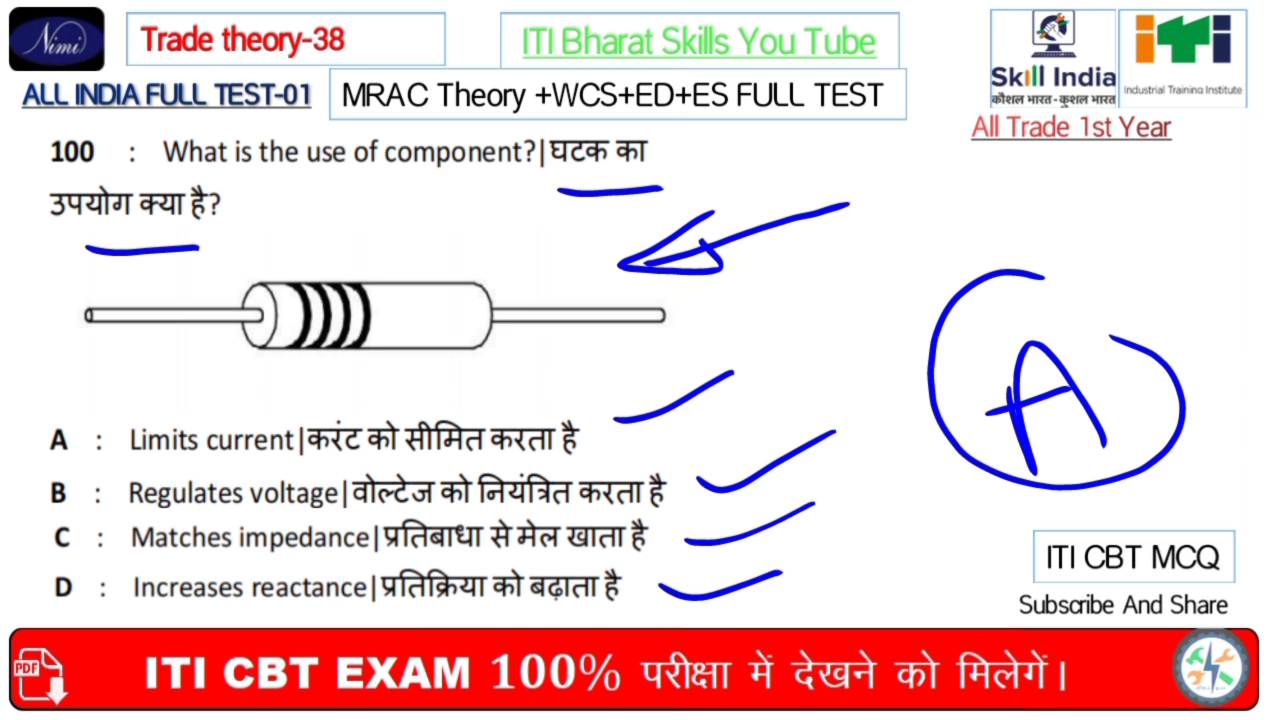 Nimi
Trade theory-38
ITI Bharat Skills You Tube
Skill India
कौशल भारत-कुशल भारत
iTi
Industrial Training Institute
ALL INDIA FULL TEST-01
MRAC Theory +WCS+ED+ES FULL TEST
All Trade 1st Year
100 : What is the use of component?|घटक का
उपयोग क्या है?
A
A : Limits current|करंट को सीमित करता है
B : Regulates voltage|वोल्टेज को नियंत्रित करता है
C : Matches impedance|प्रतिबाधा से मेल खाता है
D : Increases reactance|प्रतिक्रिया को बढ़ाता है
ITI CBT MCQ
Subscribe And Share
PDF
ITI CBT EXAM 100% परीक्षा में देखने को मिलेगें।